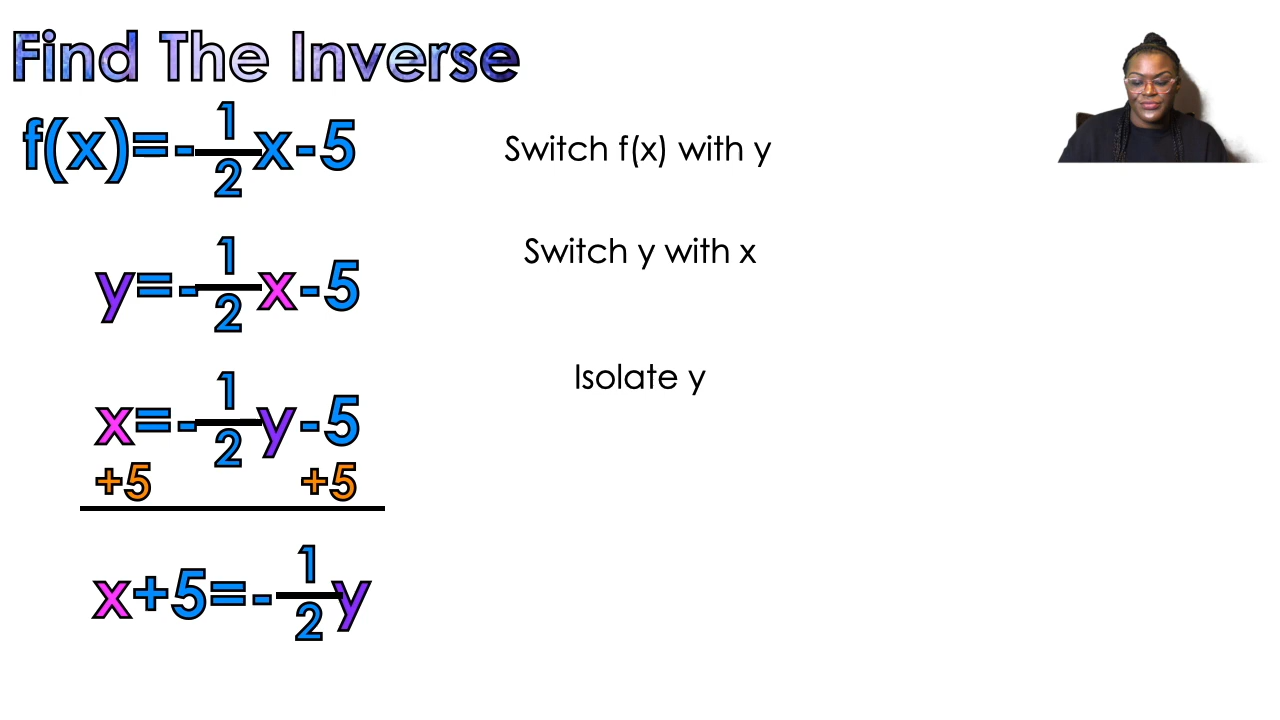 Find The Inverse
f(x)=-1/2x-5
Switch f(x) with y
Switch y with x
y=-1/2x-5
Isolate y
x=-1/2y-5
+5 +5
x+5=-1/2y